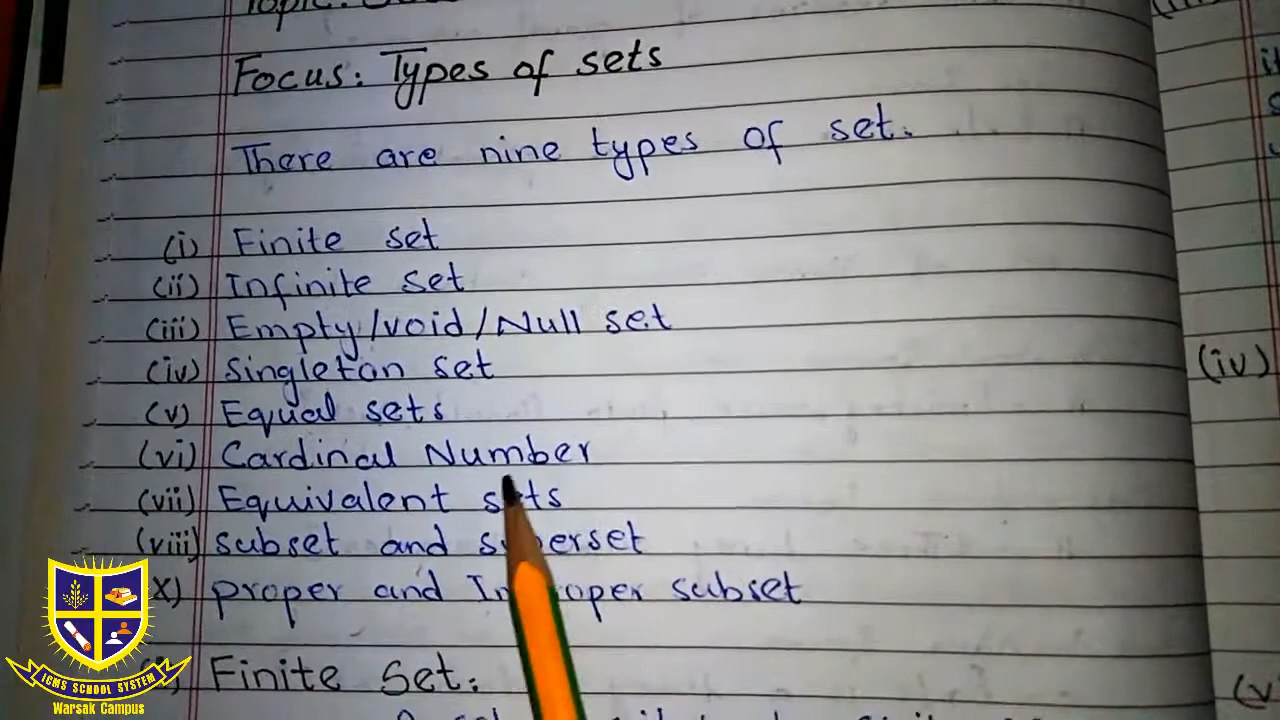 Topic:
Focus: Types of sets
There are nine types of set.
(i) Finite set
(ii) Infinite set
(iii) Empty/void/Null set
(iv) Singleton set
(v) Equal sets
(vi) Cardinal Number
(vii) Equivalent sets
(viii) subset and superset
x) proper and Improper subset
(i) Finite Set:
(iv)
ICMS SCHOOL SYSTEM
Warsak Campus